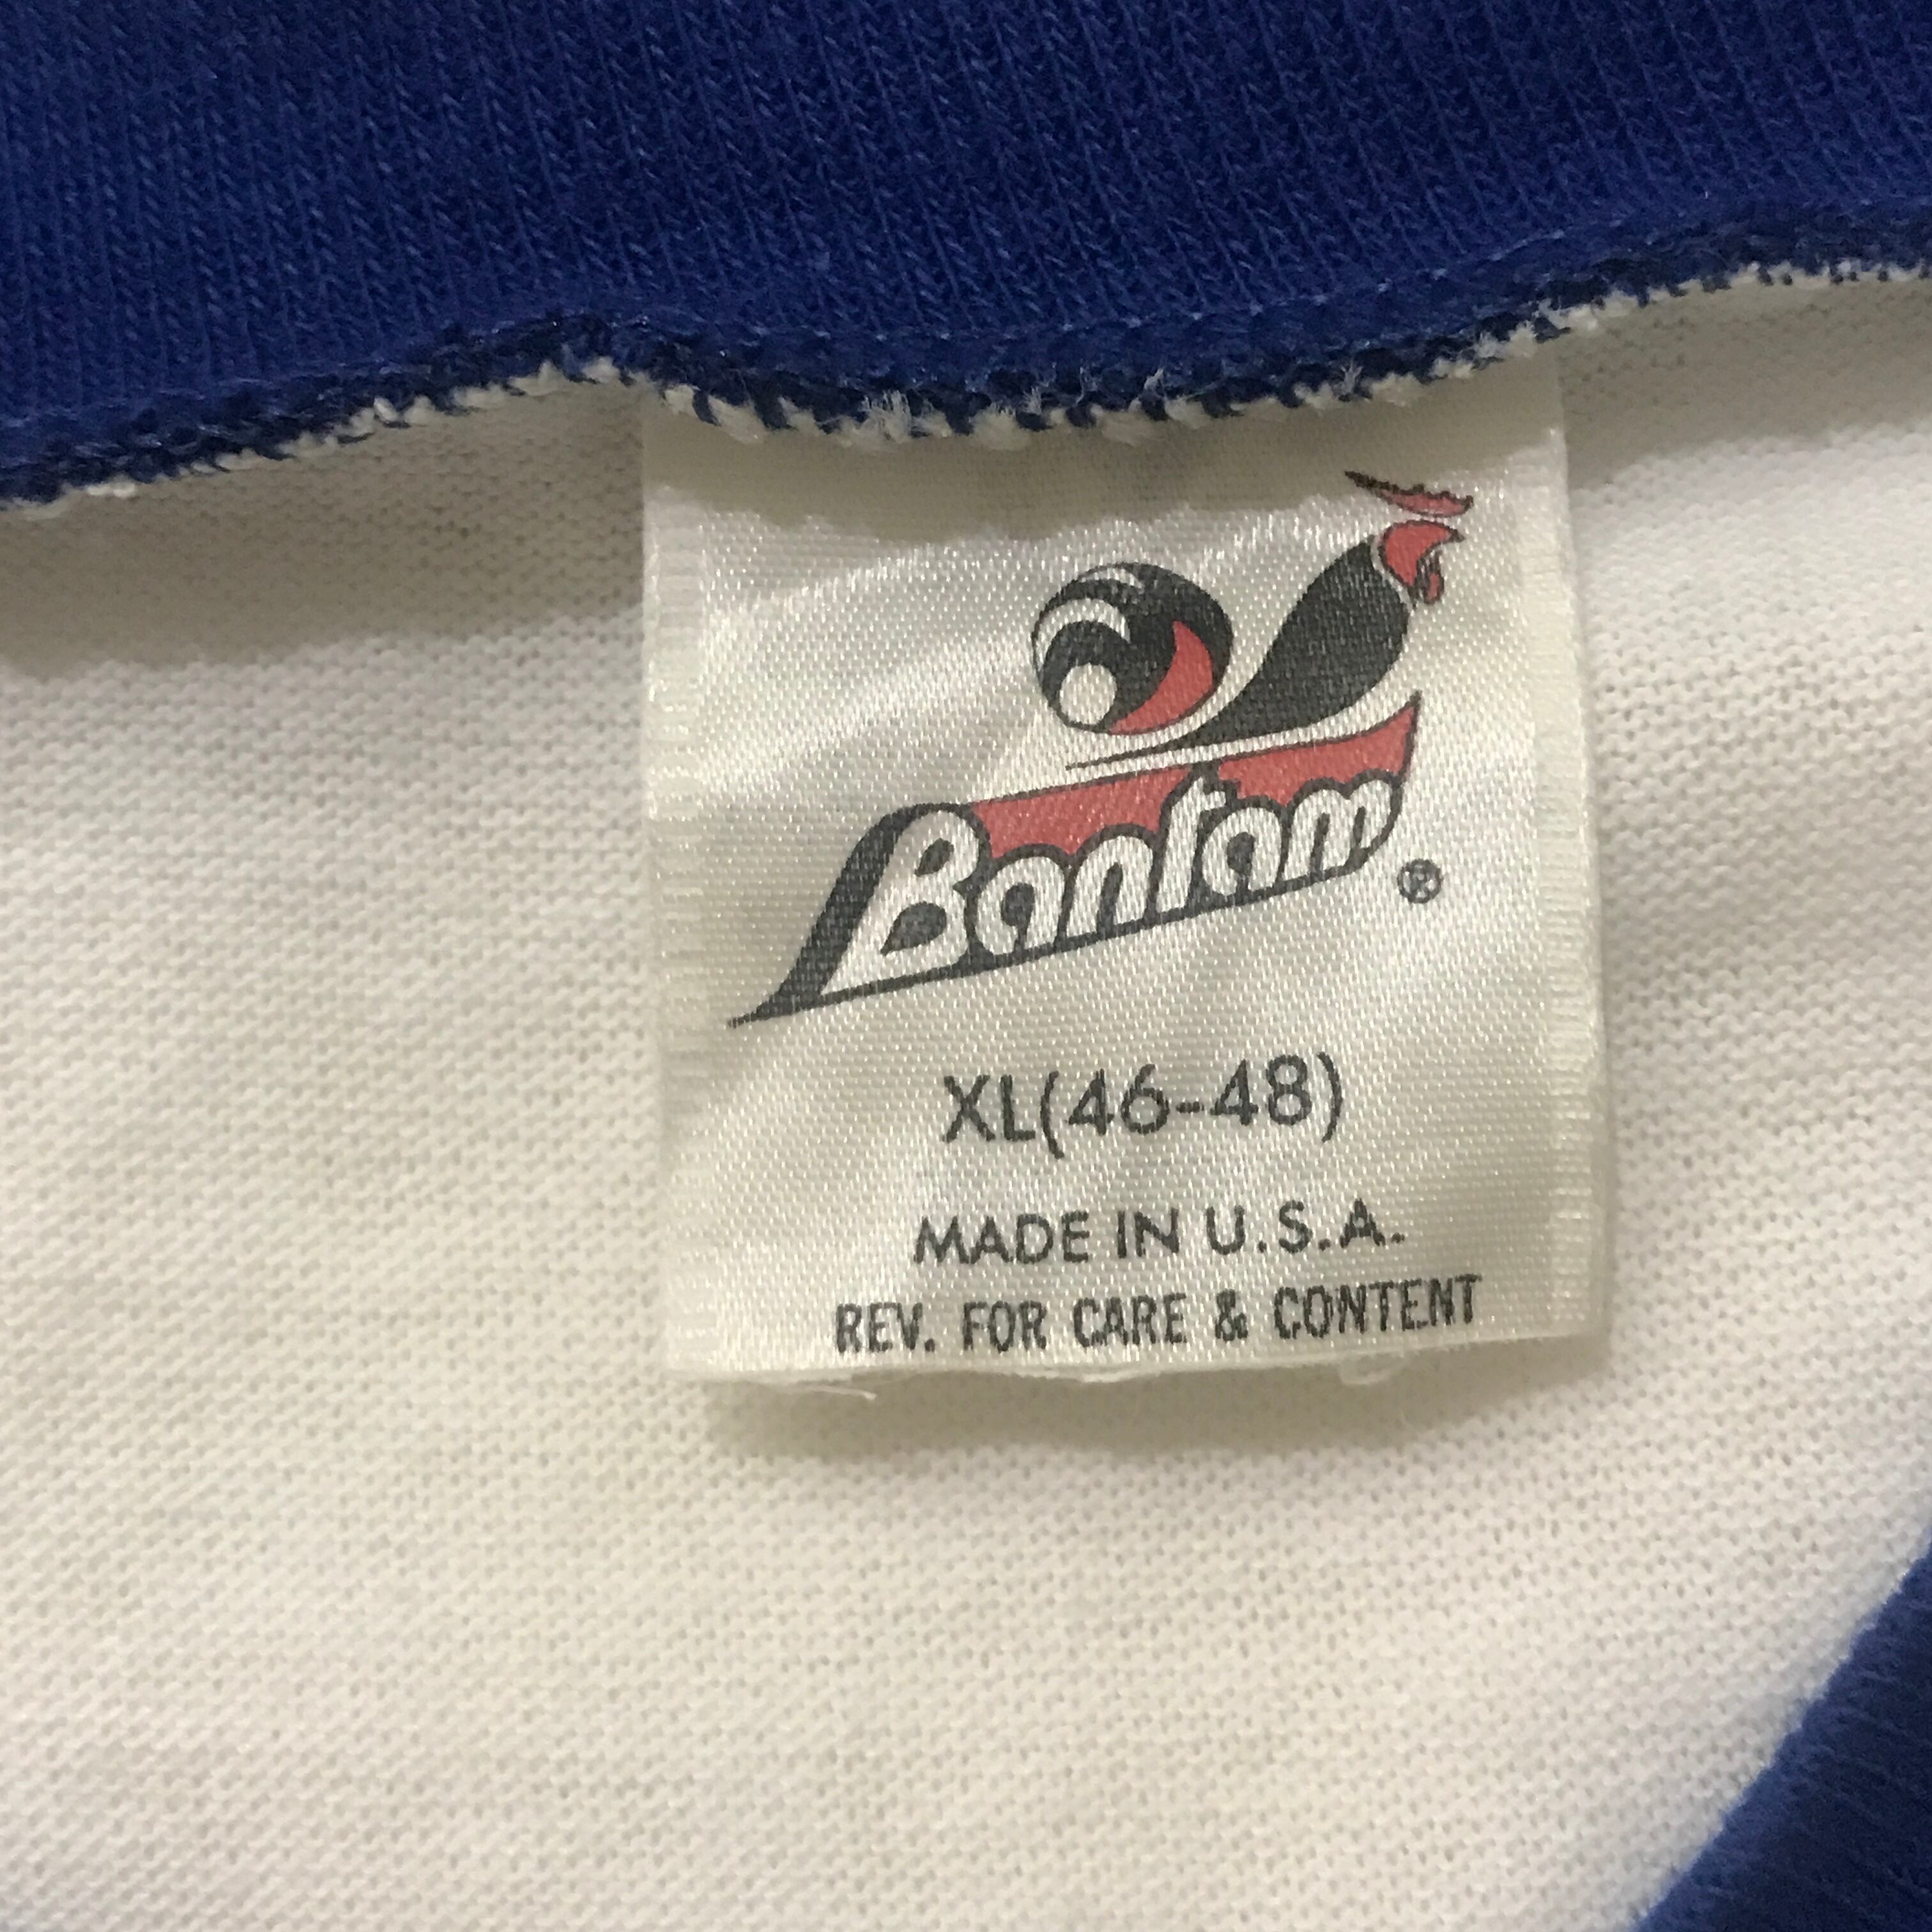 Bantam®
XL(46-48)
MADE IN U.S.A.
REV. FOR CARE & CONTENT